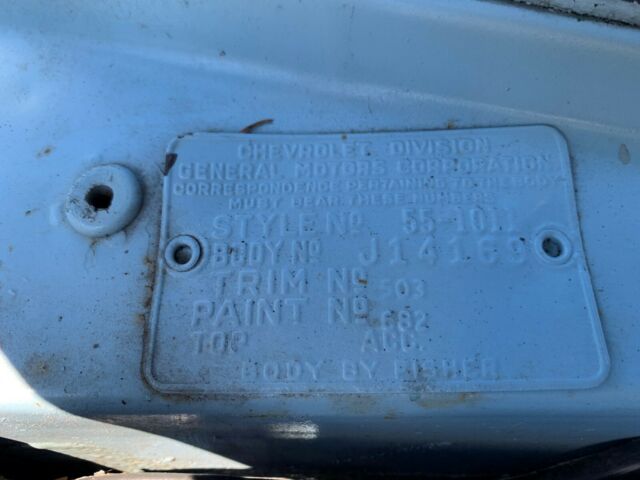 CHEVROLET DIVISION
GENERAL MOTORS CORPORATION
CORRESPONDENCE PERTAINING TO THE BODY
MUST BEAR THESE NUMBERS
STYLE Nº 55-1011
BODY Nº J14169
TRIM Nº 503
PAINT Nº 682
TOP ACC.
BODY BY FISHER